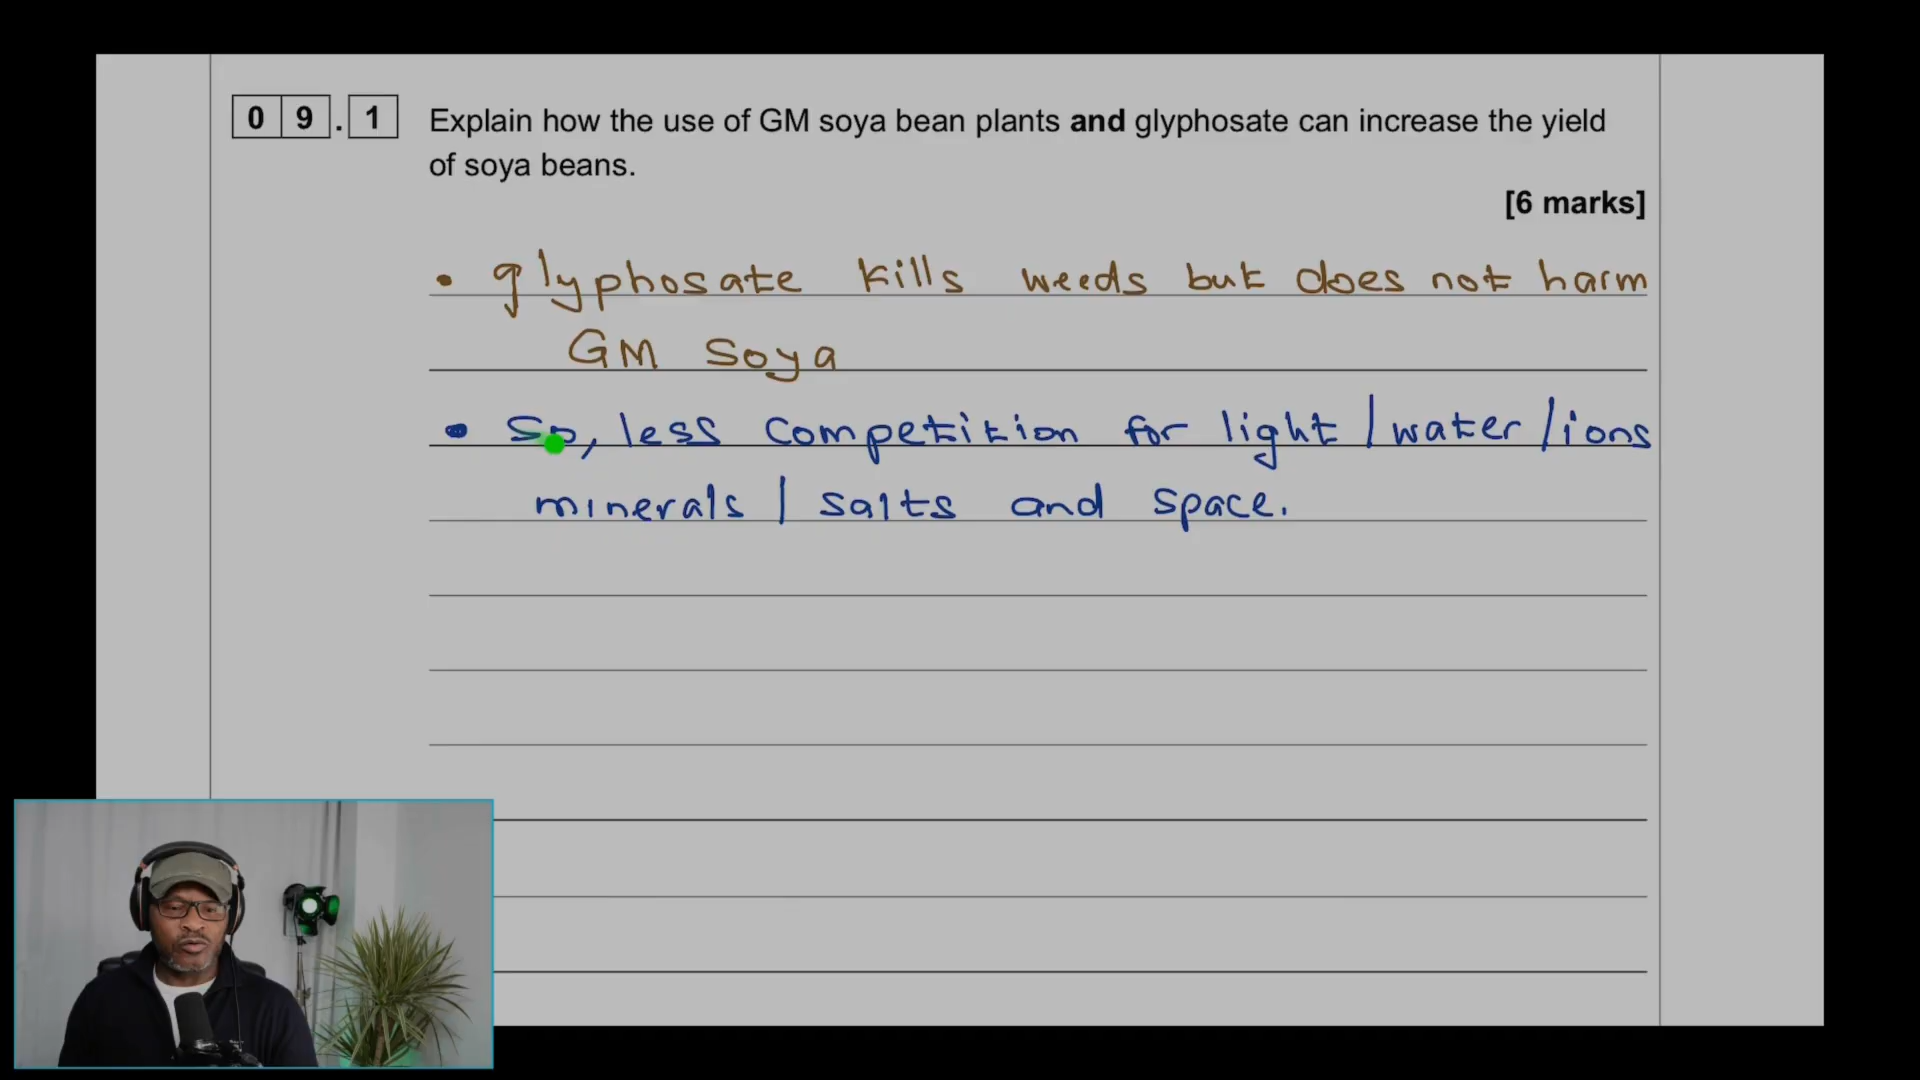 09.1 Explain how the use of GM soya bean plants and glyphosate can increase the yield
of soya beans.
[6 marks]
• glyphosate kills weeds but does not harm
GM Soya
• So, less competition for light / water / ions
minerals / salts and space.